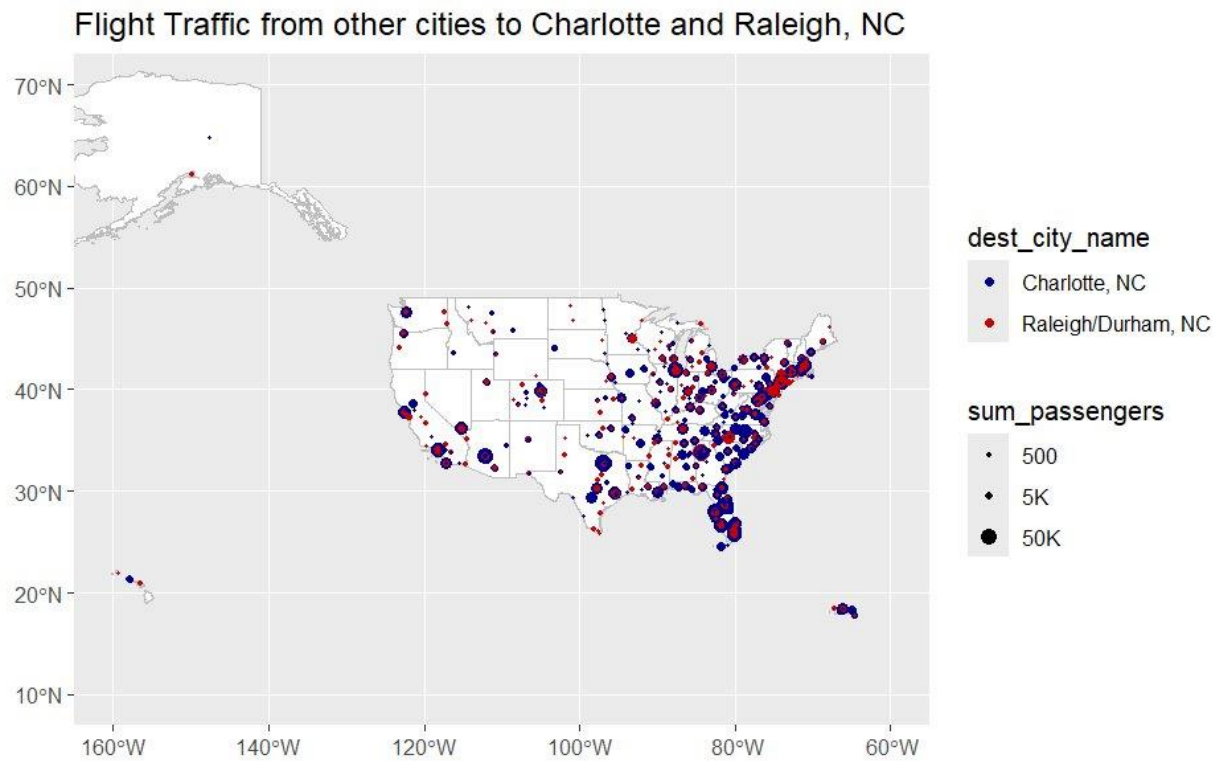 Flight Traffic from other cities to Charlotte and Raleigh, NC
70°N
60°N
50°N
40°N
30°N
20°N
10°N
160°W
140°W
120°W
100°W
80°W
60°W
dest_city_name
Charlotte, NC
Raleigh/Durham, NC
sum_passengers
500
5K
50K